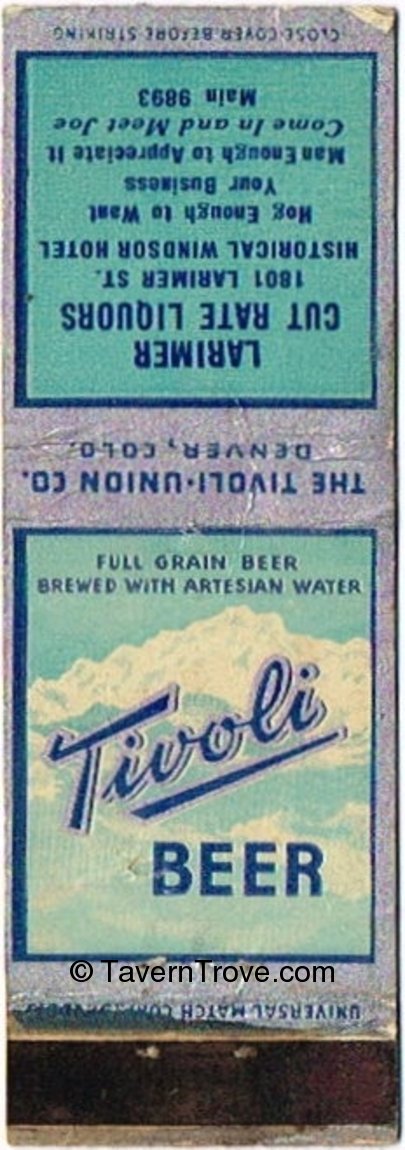 CLOSE COVER BEFORE STRIKING
LARIMER
CUT RATE LIQUORS
1801 LARIMER ST.
HISTORICAL WINDSOR HOTEL
Hog Enough to Want
Your Business
Man Enough to Appreciate It
Come In and Meet Joe
Main 9893
THE TIVOLI-UNION CO.
DENVER, COLO.
FULL GRAIN BEER
BREWED WITH ARTESIAN WATER
Tivoli
BEER
© TavernTrove.com
UNIVERSAL MATCH